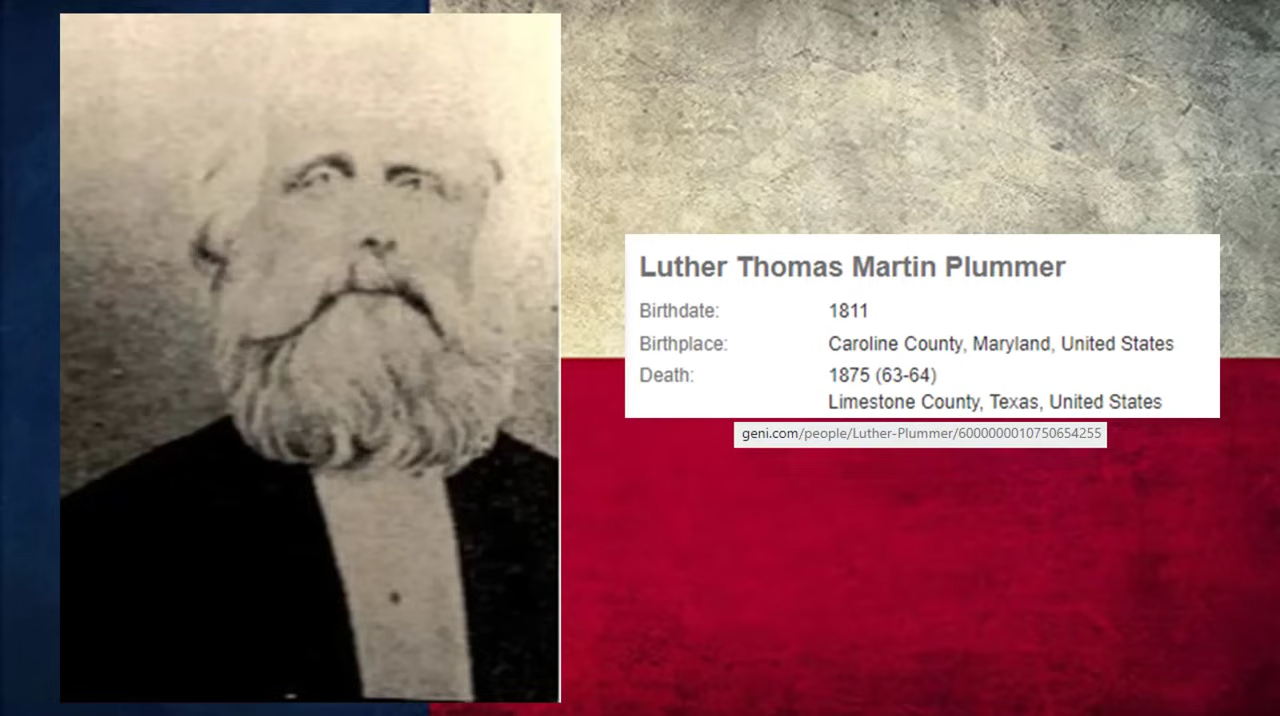 Luther Thomas Martin Plummer
Birthdate: 1811
Birthplace: Caroline County, Maryland, United States
Death: 1875 (63-64)
Limestone County, Texas, United States
geni.com/people/Luther-Plummer/6000000010750654255